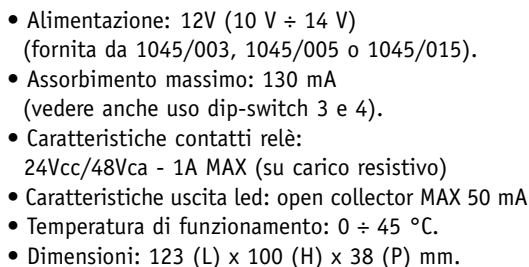 • Alimentazione: 12V (10 V ÷ 14 V)
(fornita da 1045/003, 1045/005 o 1045/015).
• Assorbimento massimo: 130 mA
(vedere anche uso dip-switch 3 e 4).
• Caratteristiche contatti relè:
24Vcc/48Vca - 1A MAX (su carico resistivo)
• Caratteristiche uscita led: open collector MAX 50 mA
• Temperatura di funzionamento: 0 ÷ 45 °C.
• Dimensioni: 123 (L) x 100 (H) x 38 (P) mm.